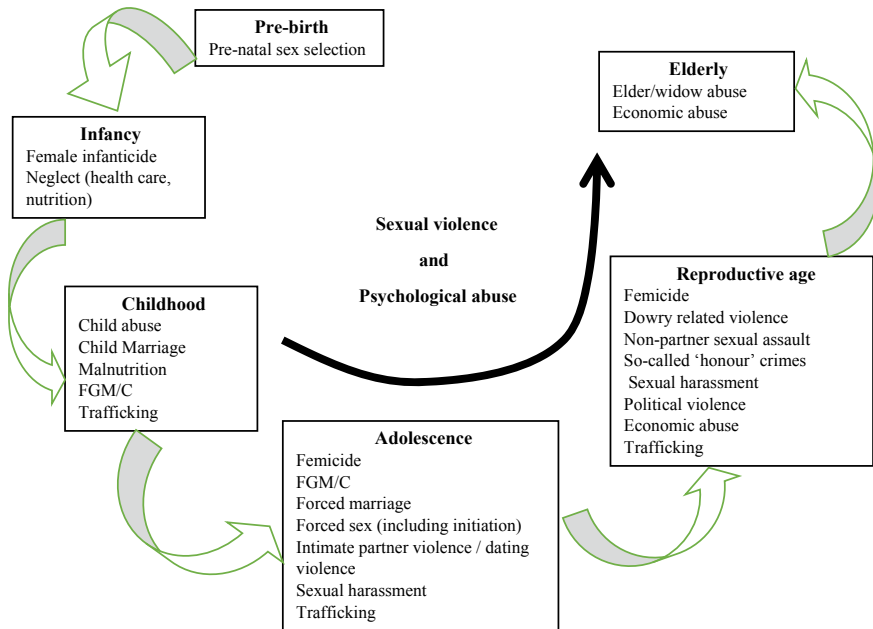 Pre-birth
Pre-natal sex selection
Infancy
Female infanticide
Neglect (health care,
nutrition)
Childhood
Child abuse
Child Marriage
Malnutrition
FGM/C
Trafficking
Adolescence
Femicide
FGM/C
Forced marriage
Forced sex (including initiation)
Intimate partner violence / dating
violence
Sexual harassment
Trafficking
Reproductive age
Femicide
Dowry related violence
Non-partner sexual assault
So-called ‘honour’ crimes
Sexual harassment
Political violence
Economic abuse
Trafficking
Elderly
Elder/widow abuse
Economic abuse
Sexual violence
and
Psychological abuse